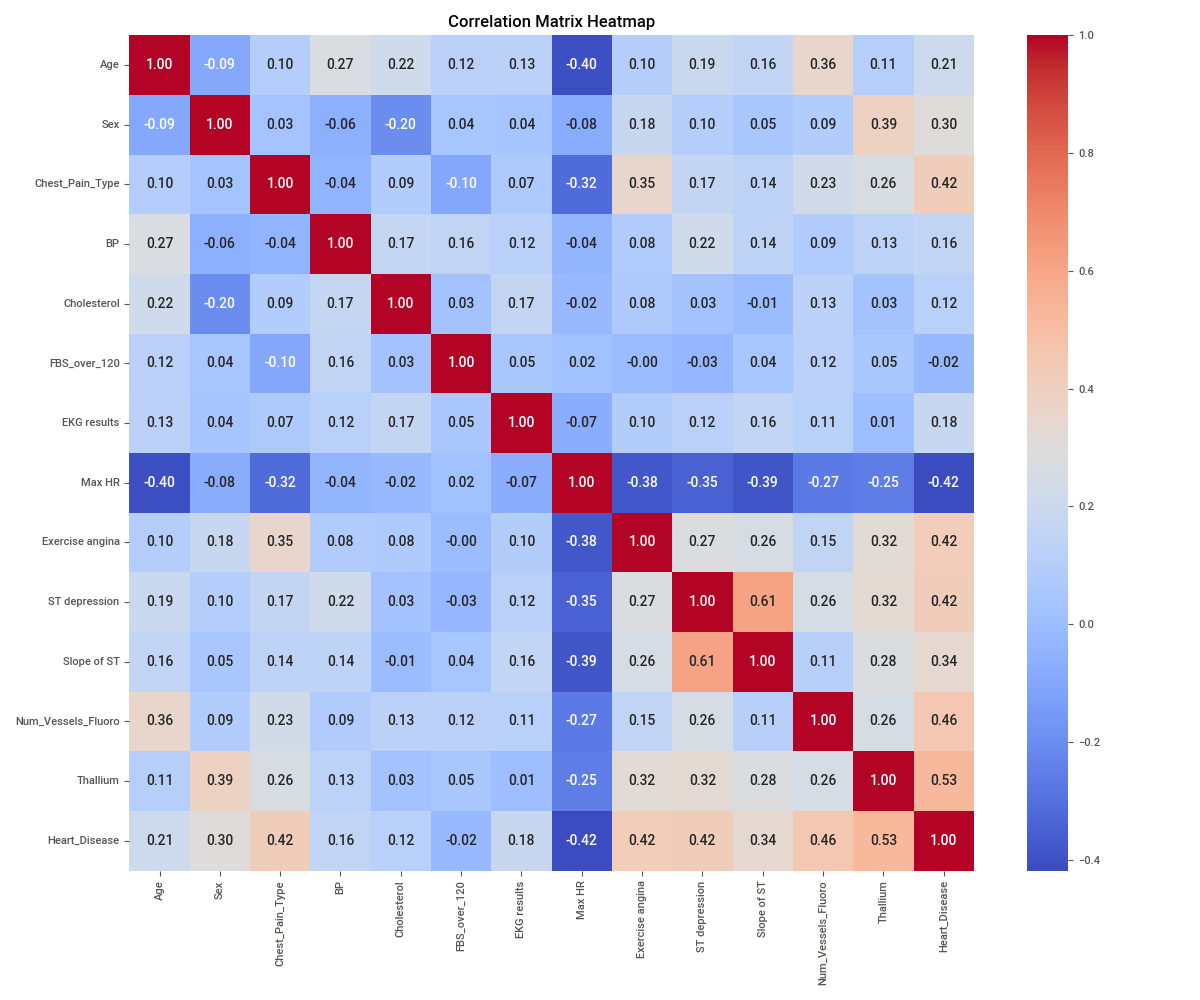 Correlation Matrix Heatmap
Age 1.00 -0.09 0.10 0.27 0.22 0.12 0.13 -0.40 0.10 0.19 0.16 0.36 0.11 0.21
Sex -0.09 1.00 0.03 -0.06 -0.20 0.04 0.04 -0.08 0.18 0.10 0.05 0.09 0.39 0.30
Chest_Pain_Type 0.10 0.03 1.00 -0.04 0.09 -0.10 0.07 -0.32 0.35 0.17 0.14 0.23 0.26 0.42
BP 0.27 -0.06 -0.04 1.00 0.17 0.16 0.12 -0.04 0.08 0.22 0.14 0.09 0.13 0.16
Cholesterol 0.22 -0.20 0.09 0.17 1.00 0.03 0.17 -0.02 0.08 0.03 -0.01 0.13 0.03 0.12
FBS_over_120 0.12 0.04 -0.10 0.16 0.03 1.00 0.05 0.02 -0.00 -0.03 0.04 0.12 0.05 -0.02
EKG results 0.13 0.04 0.07 0.12 0.17 0.05 1.00 -0.07 0.10 0.12 0.16 0.11 0.01 0.18
Max HR -0.40 -0.08 -0.32 -0.04 -0.02 0.02 -0.07 1.00 -0.38 -0.35 -0.39 -0.27 -0.25 -0.42
Exercise angina 0.10 0.18 0.35 0.08 0.08 -0.00 0.10 -0.38 1.00 0.27 0.26 0.15 0.32 0.42
ST depression 0.19 0.10 0.17 0.22 0.03 -0.03 0.12 -0.35 0.27 1.00 0.61 0.26 0.32 0.42
Slope of ST 0.16 0.05 0.14 0.14 -0.01 0.04 0.16 -0.39 0.26 0.61 1.00 0.11 0.28 0.34
Num_Vessels_Fluoro 0.36 0.09 0.23 0.09 0.13 0.12 0.11 -0.27 0.15 0.26 0.11 1.00 0.26 0.46
Thallium 0.11 0.39 0.26 0.13 0.03 0.05 0.01 -0.25 0.32 0.32 0.28 0.26 1.00 0.53
Heart_Disease 0.21 0.30 0.42 0.16 0.12 -0.02 0.18 -0.42 0.42 0.42 0.34 0.46 0.53 1.00
Age
Sex
Chest_Pain_Type
BP
Cholesterol
FBS_over_120
EKG results
Max HR
Exercise angina
ST depression
Slope of ST
Num_Vessels_Fluoro
Thallium
Heart_Disease
1.0
0.8
0.6
0.4
0.2
0.0
−0.2
−0.4